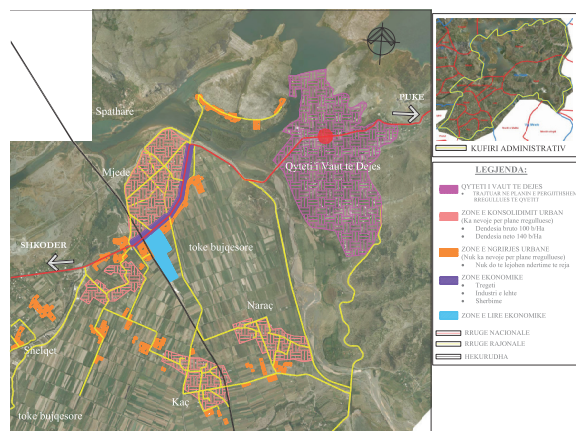 PUKE
Spathare
Qyteti i Vaut te Dejes
Mjede
SHKODER
toke bujqesore
Naraç
Shelqet
Kaç
toke bujqesore
KUFIRI ADMINISTRATIV
LEGJENDA:
QYTETI I VAUT TE DEJES
• TRAJTUAR NE PLANIN E PERGJITHSHEM
RREGULLUES TE QYTETIT
ZONE E KONSOLIDIMIT URBAN
(Ka nevoje per plane rregulluese)
• Dendësia bruto 100 b/Ha
• Dendësia neto 140 b/Ha
ZONE E NGRIRJES URBANE
(Nuk ka nevoje per plane rregulluese)
• Nuk do te lejohen ndertime te reja
ZONE EKONOMIKE
• Tregeti
• Industri e lehte
• Sherbime
ZONE E LIRE EKONOMIKE
RRUGE NACIONALE
RRUGE RAJONALE
HEKURUDHA